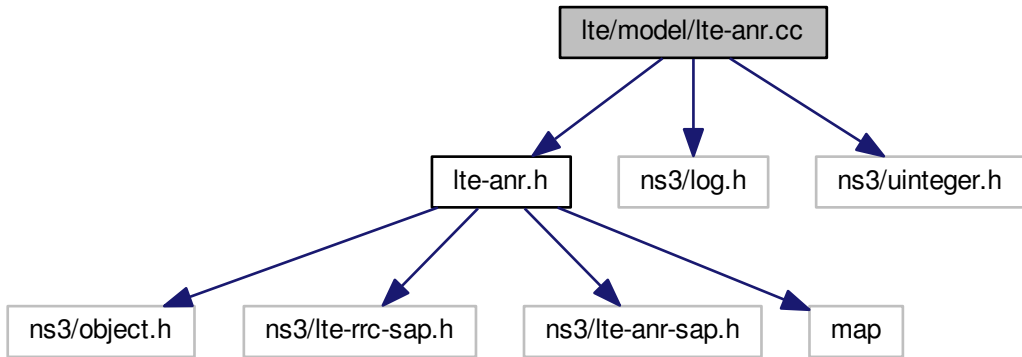 lte/model/lte-anr.cc
lte-anr.h
ns3/log.h
ns3/uinteger.h
ns3/object.h
ns3/lte-rrc-sap.h
ns3/lte-anr-sap.h
map